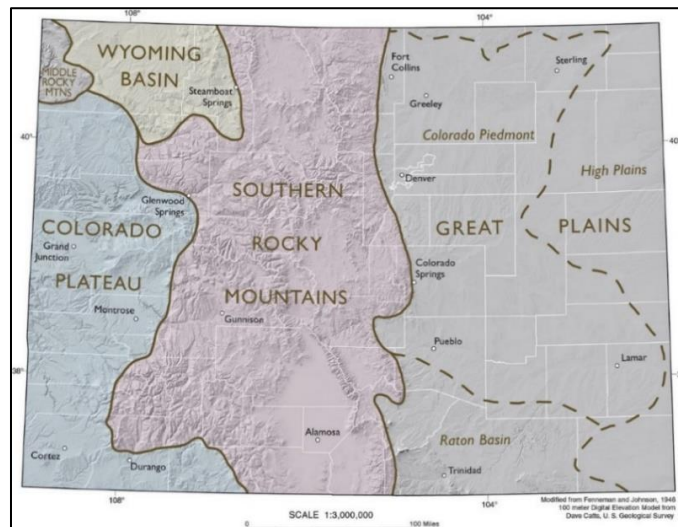 108°
104°
WYOMING
BASIN
MIDDLE
ROCKY
MTNS
Steamboat
Springs
Fort
Collins
Sterling
Greeley
40°
Colorado Piedmont
40°
High Plains
Denver
SOUTHERN
Glenwood
Springs
COLORADO
GREAT
PLAINS
Grand
Junction
ROCKY
Colorado
Springs
PLATEAU
MOUNTAINS
Montrose
Gunnison
Pueblo
Lamar
38°
38°
Alamosa
Raton Basin
Cortez
Durango
Trinidad
108°
104°
SCALE 1:3,000,000
0 100 Miles
Modified from Fenneman and Johnson, 1946
100 meter Digital Elevation Model from
Dave Catts, U. S. Geological Survey